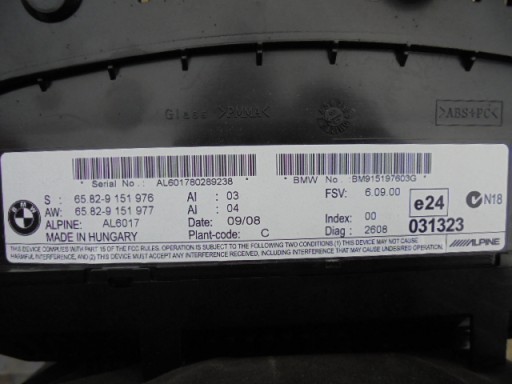 Glass >PMMA<
>ABS+PC<
* Serial No.: AL601780289238 *
* BMW No BM915197603G *
S : 65.82-9 151 976 AI : 03 FSV: 6.09.00
AW: 65 82-9 151 977 AI : 04
ALPINE: AL6017 Date: 09/08 Index: 00
MADE IN HUNGARY Plant-code: C Diag : 2608
e24
031323
N18
ALPINE
THIS DEVICE COMPLIES WITH PART 15 OF THE FCC RULES. OPERATION IS SUBJECT TO THE FOLLOWING TWO CONDITIONS: (1) THIS DEVICE MAY NOT CAUSE
HARMFUL INTERFERENCE, AND (2) THIS DEVICE MUST ACCEPT ANY INTERFERENCE RECEIVED, INCLUDING INTERFERENCE THAT MAY CAUSE UNDESIRED OPERATION.